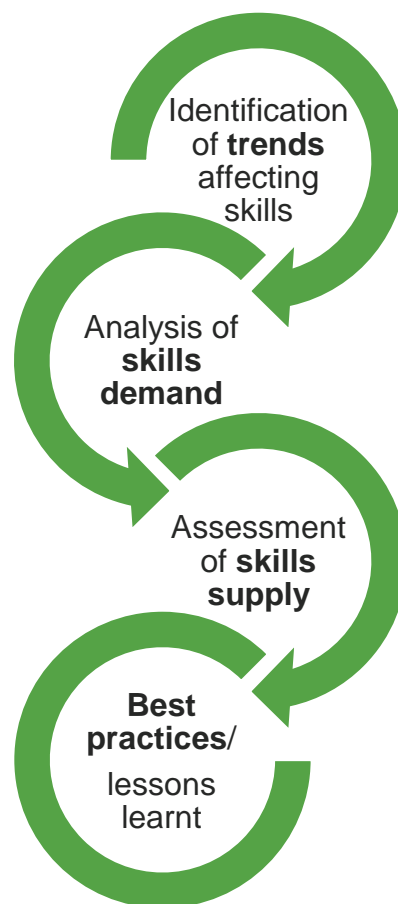 Identification
of trends
affecting
skills
Analysis of
skills
demand
Assessment
of skills
supply
Best
practices/
lessons
learnt